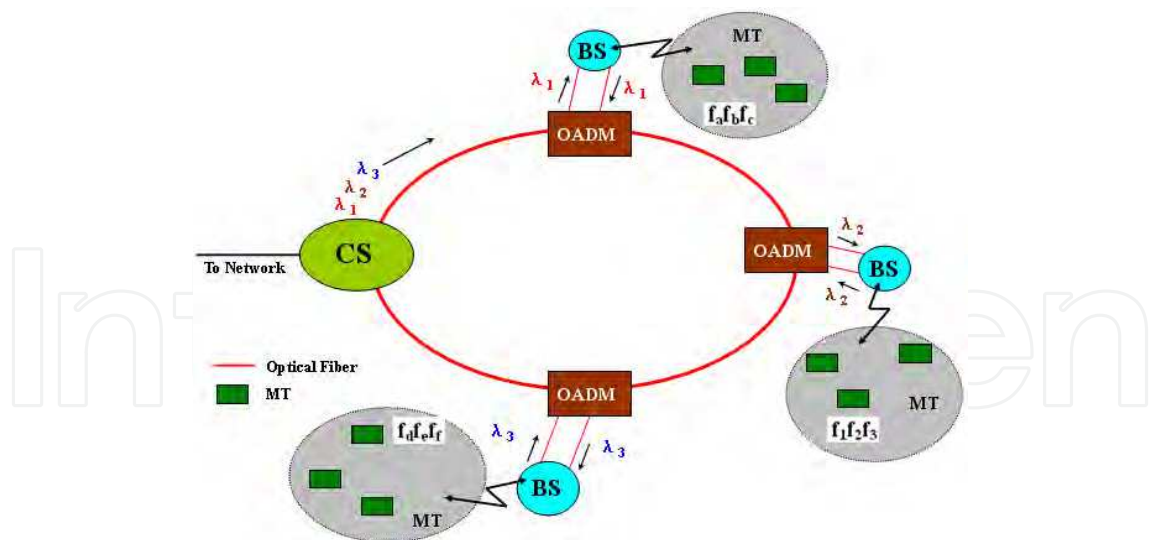 BS
MT
λ1
λ1
fafbfc
OADM
λ3
λ2
λ1
CS
To Network
OADM
λ2
BS
λ2
Optical Fiber
MT
OADM
MT
f1f2f3
fdfeff
λ3
λ3
BS
MT